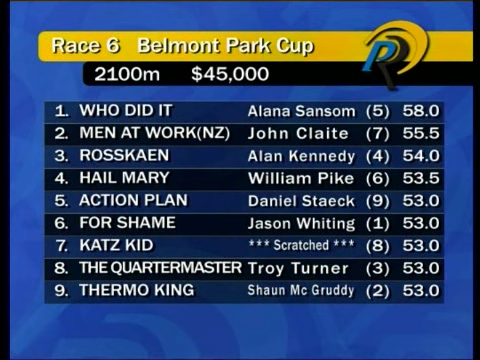 Race 6 Belmont Park Cup
PR
2100m $45,000
1. WHO DID IT Alana Sansom (5) 58.0
2. MEN AT WORK(NZ) John Claite (7) 55.5
3. ROSSKAEN Alan Kennedy (4) 54.0
4. HAIL MARY William Pike (6) 53.5
5. ACTION PLAN Daniel Staeck (9) 53.0
6. FOR SHAME Jason Whiting (1) 53.0
7. KATZ KID *** Scratched *** (8) 53.0
8. THE QUARTERMASTER Troy Turner (3) 53.0
9. THERMO KING Shaun Mc Gruddy (2) 53.0